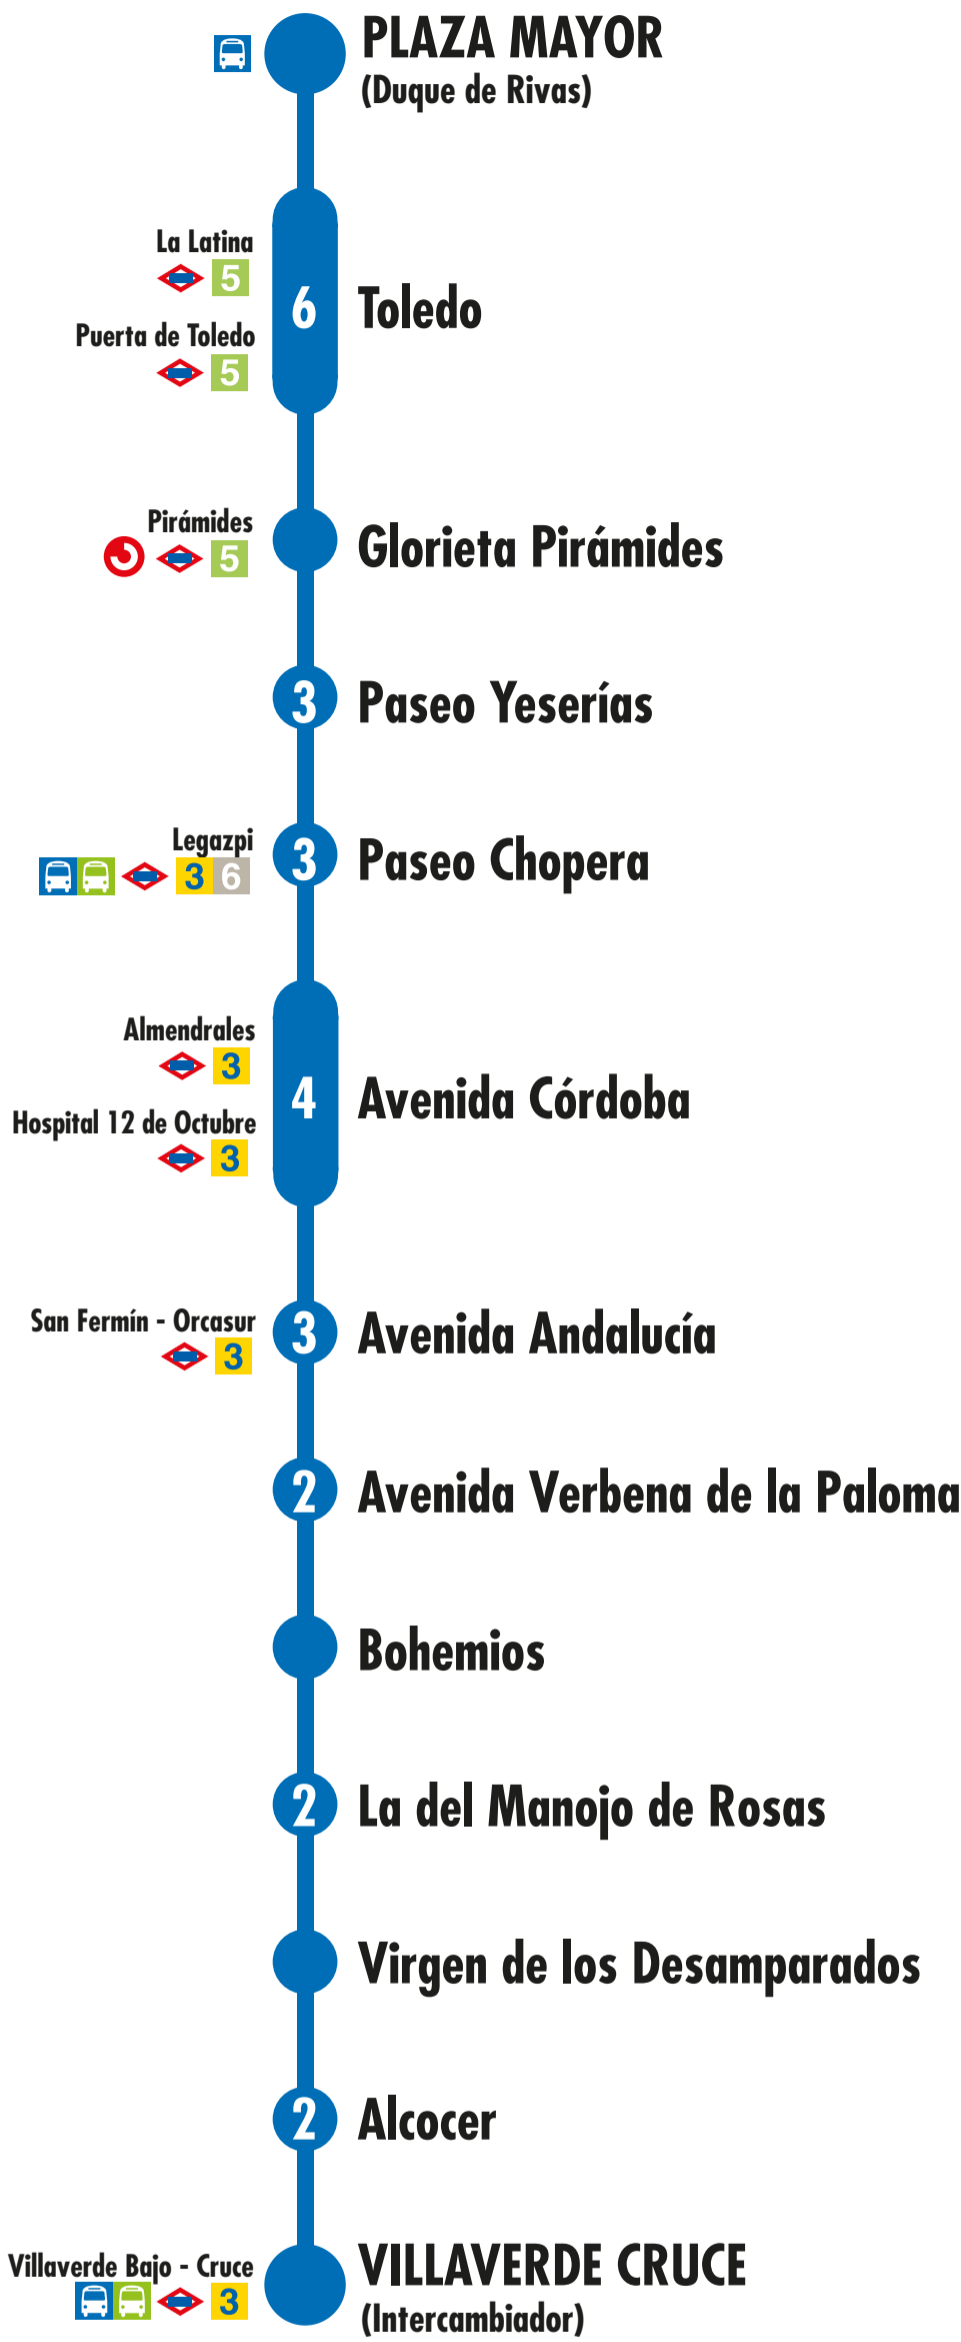 PLAZA MAYOR
(Duque de Rivas)
La Latina
5
Puerta de Toledo
5
6
Toledo
Pirámides
5
Glorieta Pirámides
3
Paseo Yeserías
Legazpi
3 6
3
Paseo Chopera
Almendrales
3
Hospital 12 de Octubre
3
4
Avenida Córdoba
San Fermín - Orcasur
3
3
Avenida Andalucía
2
Avenida Verbena de la Paloma
Bohemios
2
La del Manojo de Rosas
Virgen de los Desamparados
2
Alcocer
Villaverde Bajo - Cruce
3
VILLAVERDE CRUCE
(Intercambiador)